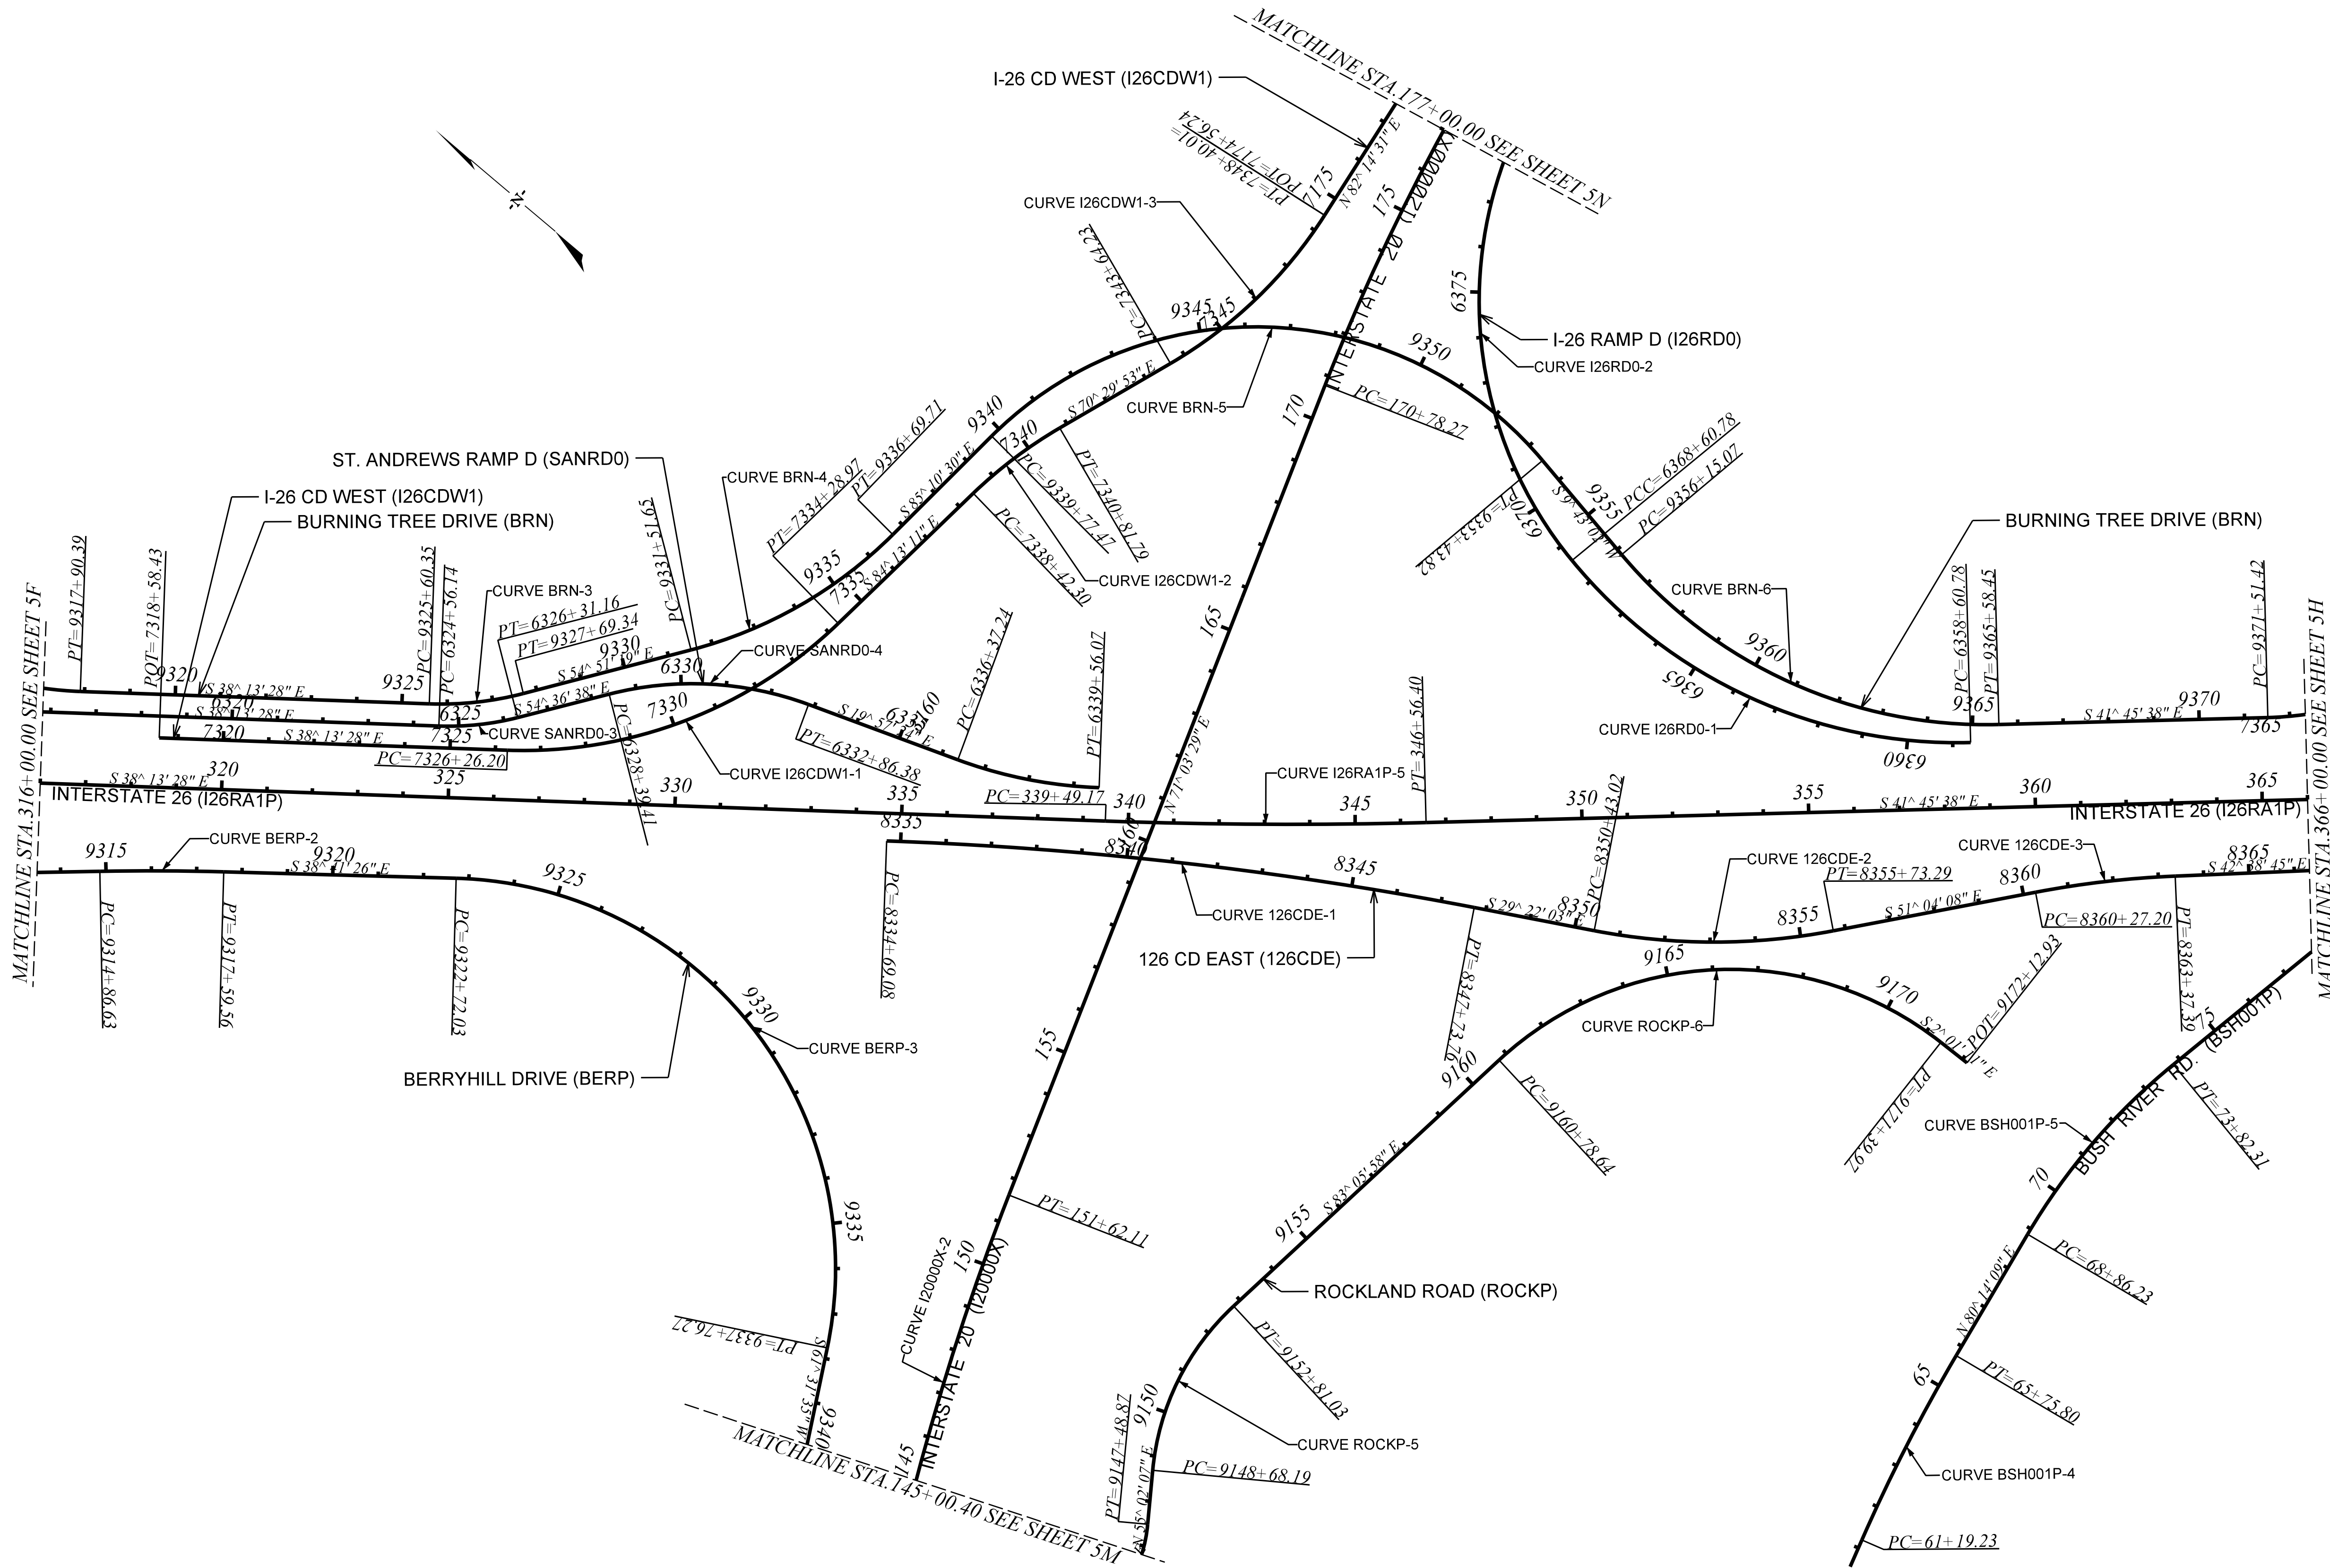 MATCHLINE STA.177+00.00 SEE SHEET 5N
I-26 CD WEST (I26CDW1)
N 82^ 14' 31" E
PT=7348+40.01=
POT=7174+56.24
7175
175
INTERSTATE 20 (I20000X)
CURVE I26CDW1-3
PC=7343+64.23
9345
7345
6375
I-26 RAMP D (I26RD0)
CURVE I26RD0-2
9350
CURVE BRN-5
S 70^ 29' 53" E
170
PC=170+78.27
-N-
9340
7340
PT=9336+69.71
PT=7334+28.97
S 85^ 10' 30" E
S 84^ 13' 11" E
PC=9339+77.47
PT=7340+81.79
PC=7338+42.30
CURVE I26CDW1-2
PCC=6368+60.78
PC=9356+15.07
9355
S 9^ 43' 02" W
6370
PT=9353+43.82
ST. ANDREWS RAMP D (SANRD0)
CURVE BRN-4
I-26 CD WEST (I26CDW1)
BURNING TREE DRIVE (BRN)
BURNING TREE DRIVE (BRN)
PC=9331+51.65
9335
7335
PT=9317+90.39
POT=7318+58.43
PC=9325+60.35
PC=6324+56.14
CURVE BRN-3
PT=6326+31.16
PT=9327+69.34
9330
S 54^ 51' 19" E
CURVE SANRD0-4
6330
PC=6336+37.24
PT=6339+56.07
165
CURVE BRN-6
9360
PC=6358+60.78
PT=9365+58.45
PC=9371+51.42
9320
S 38^ 13' 28" E
9325
6320
S 38^ 13' 28" E
6325
S 54^ 36' 38" E
7320
S 38^ 13' 28" E
7325
PC=7326+26.20
CURVE SANRD0-3
7330
PC=6328+39.41
CURVE I26CDW1-1
S 19^ 57' 54" E
9160
PT=6332+86.38
N 71^ 03' 29" E
PT=346+56.40
6365
CURVE I26RD0-1
6360
9365
S 41^ 45' 38" E
9370
7365
MATCHLINE STA.316+00.00 SEE SHEET 5F
MATCHLINE STA.366+00.00 SEE SHEET 5H
S 38^ 13' 28" E
INTERSTATE 26 (I26RA1P)
320
325
330
335
PC=339+49.17
340
CURVE I26RA1P-5
345
350
355
S 41^ 45' 38" E
360
365
INTERSTATE 26 (I26RA1P)
PC=8350+43.02
8335
160
8340
8345
CURVE 126CDE-1
126 CD EAST (126CDE)
S 29^ 22' 03" E
8350
CURVE 126CDE-2
8355
PT=8355+73.29
S 51^ 04' 08" E
8360
CURVE 126CDE-3
8365
S 42^ 38' 45" E
PC=8360+27.20
PT=8363+37.39
PC=8334+69.08
PT=8347+73.76
9315
CURVE BERP-2
9320
S 38^ 41' 26" E
9325
PC=9314+86.63
PT=9317+59.56
PC=9322+72.03
9330
CURVE BERP-3
BERRYHILL DRIVE (BERP)
9335
PT=9337+76.27
S 61^ 31' 35" W
9340
155
PT=151+62.11
150
CURVE I20000X-2
INTERSTATE 20 (I20000X)
145
MATCHLINE STA.145+00.40 SEE SHEET 5M
9165
CURVE ROCKP-6
9170
POT=9172+12.93
PT=9171+39.97
9160
PC=9160+78.64
S 83^ 05' 58" E
9155
ROCKLAND ROAD (ROCKP)
PT=9152+81.03
9150
CURVE ROCKP-5
PC=9148+68.19
PT=9147+48.87
N 55^ 02' 07" E
75
BUSH RIVER RD. (BSH001P)
PT=73+82.31
CURVE BSH001P-5
70
PC=68+86.23
N 80^ 14' 09" E
PT=65+75.80
65
CURVE BSH001P-4
PC=61+19.23